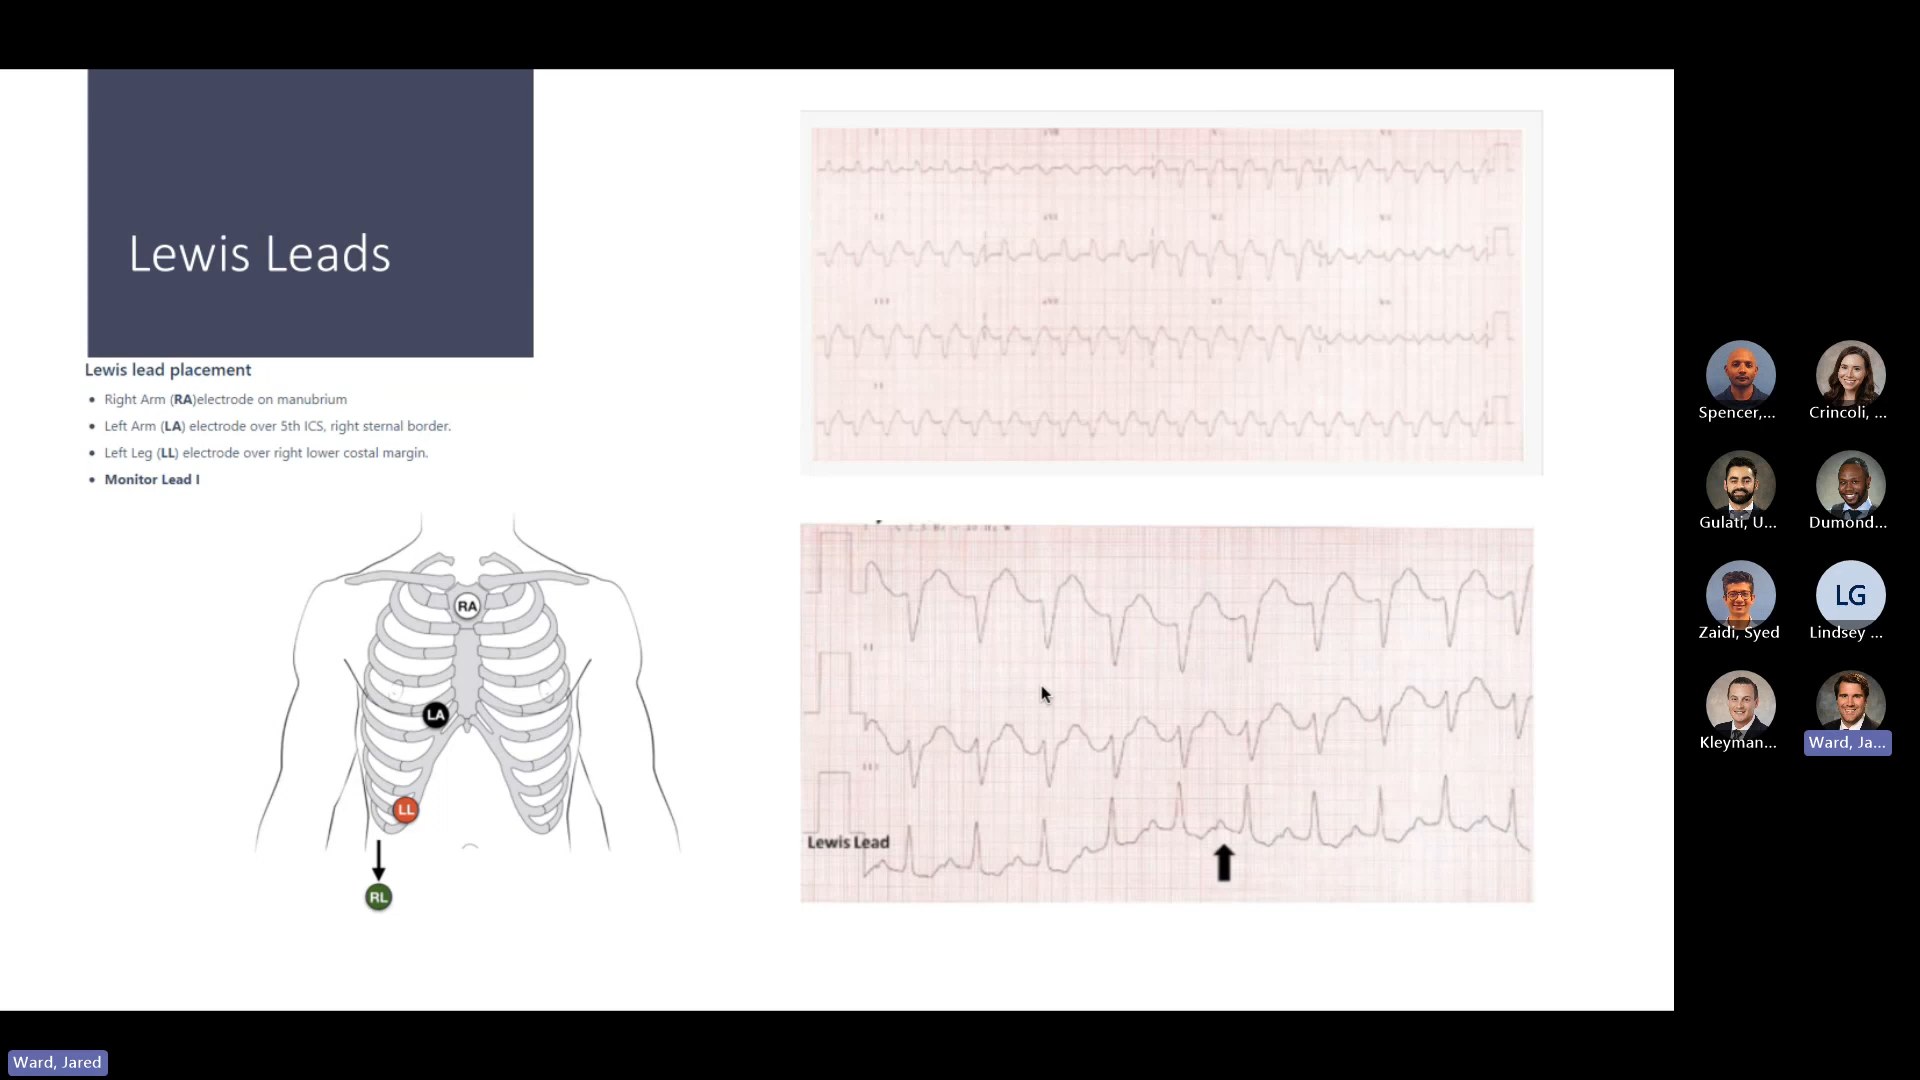 Lewis Leads
Lewis lead placement
• Right Arm (RA)electrode on manubrium
• Left Arm (LA) electrode over 5th ICS, right sternal border.
• Left Leg (LL) electrode over right lower costal margin.
• Monitor Lead I
RA
LA
LL
RL
II
III
Lewis Lead
Spencer,...
Crincoli, ...
Gulati, U...
Dumond...
Zaidi, Syed
LG
Lindsey ...
Kleyman...
Ward, Ja...
Ward, Jared